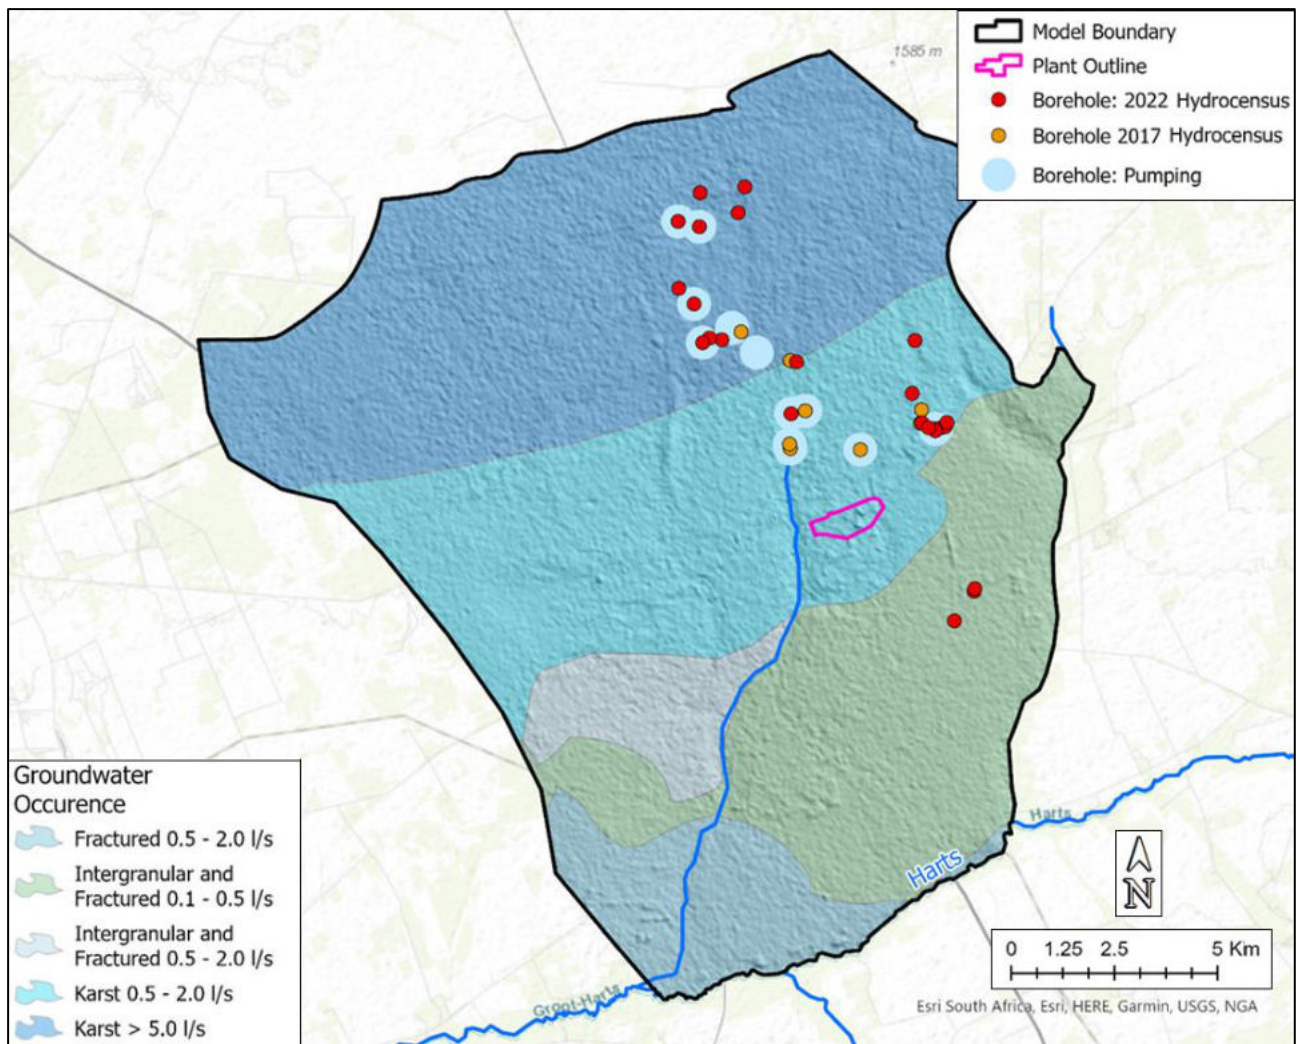 1585 m
Model Boundary
Plant Outline
Borehole: 2022 Hydrocensus
Borehole 2017 Hydrocensus
Borehole: Pumping
Groundwater
Occurence
Fractured 0.5 - 2.0 l/s
Intergranular and
Fractured 0.1 - 0.5 l/s
Intergranular and
Fractured 0.5 - 2.0 l/s
Karst 0.5 - 2.0 l/s
Karst > 5.0 l/s
Harts
Harts
Groot-Harts
N
0 1.25 2.5 5 Km
Esri South Africa, Esri, HERE, Garmin, USGS, NGA